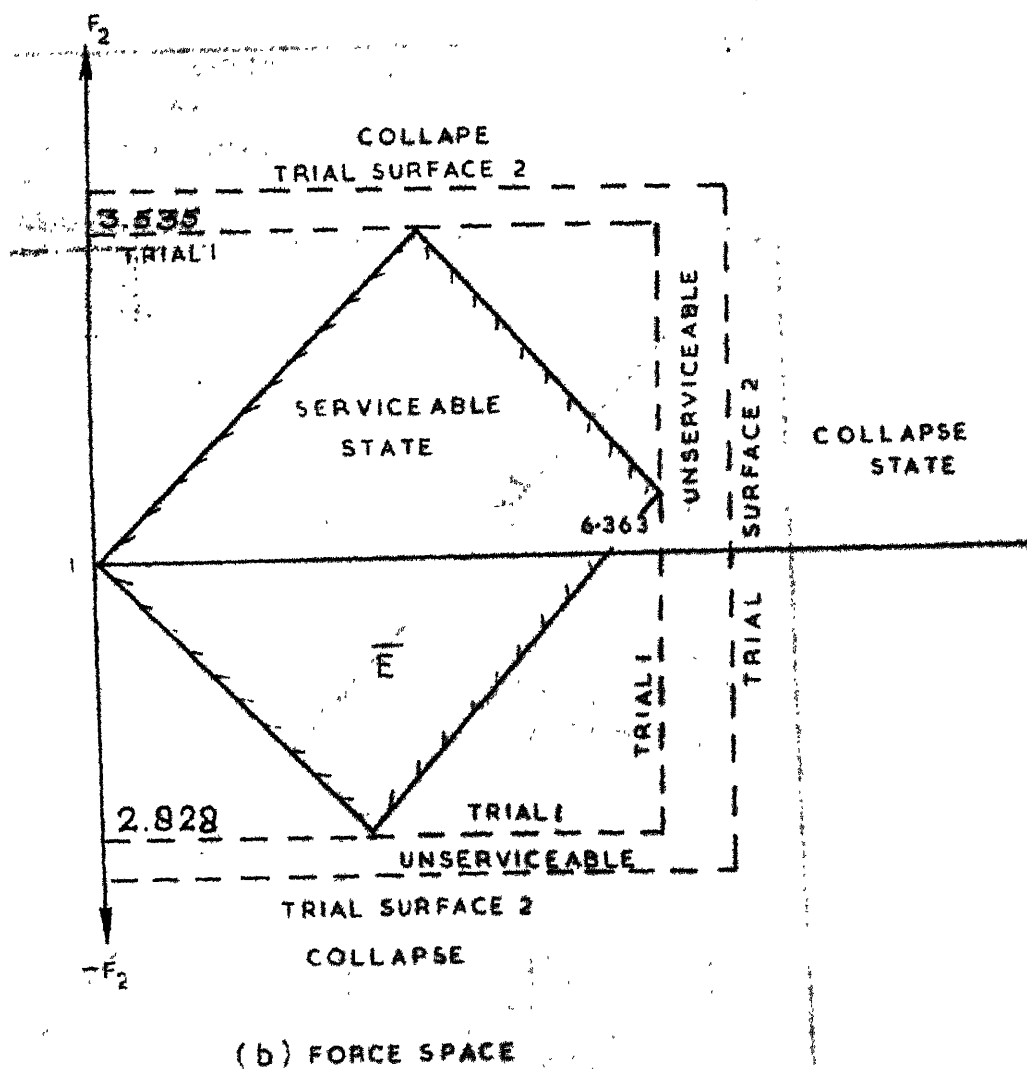 F2
COLLAPE
TRIAL SURFACE 2
3.535
TRIAL 1
SERVICEABLE
STATE
UNSERVICEABLE
TRIAL SURFACE 2
COLLAPSE
STATE
6.363
1
E
TRIAL 1
2.828
TRIAL 1
UNSERVICEABLE
TRIAL SURFACE 2
COLLAPSE
-F2
(b) FORCE SPACE